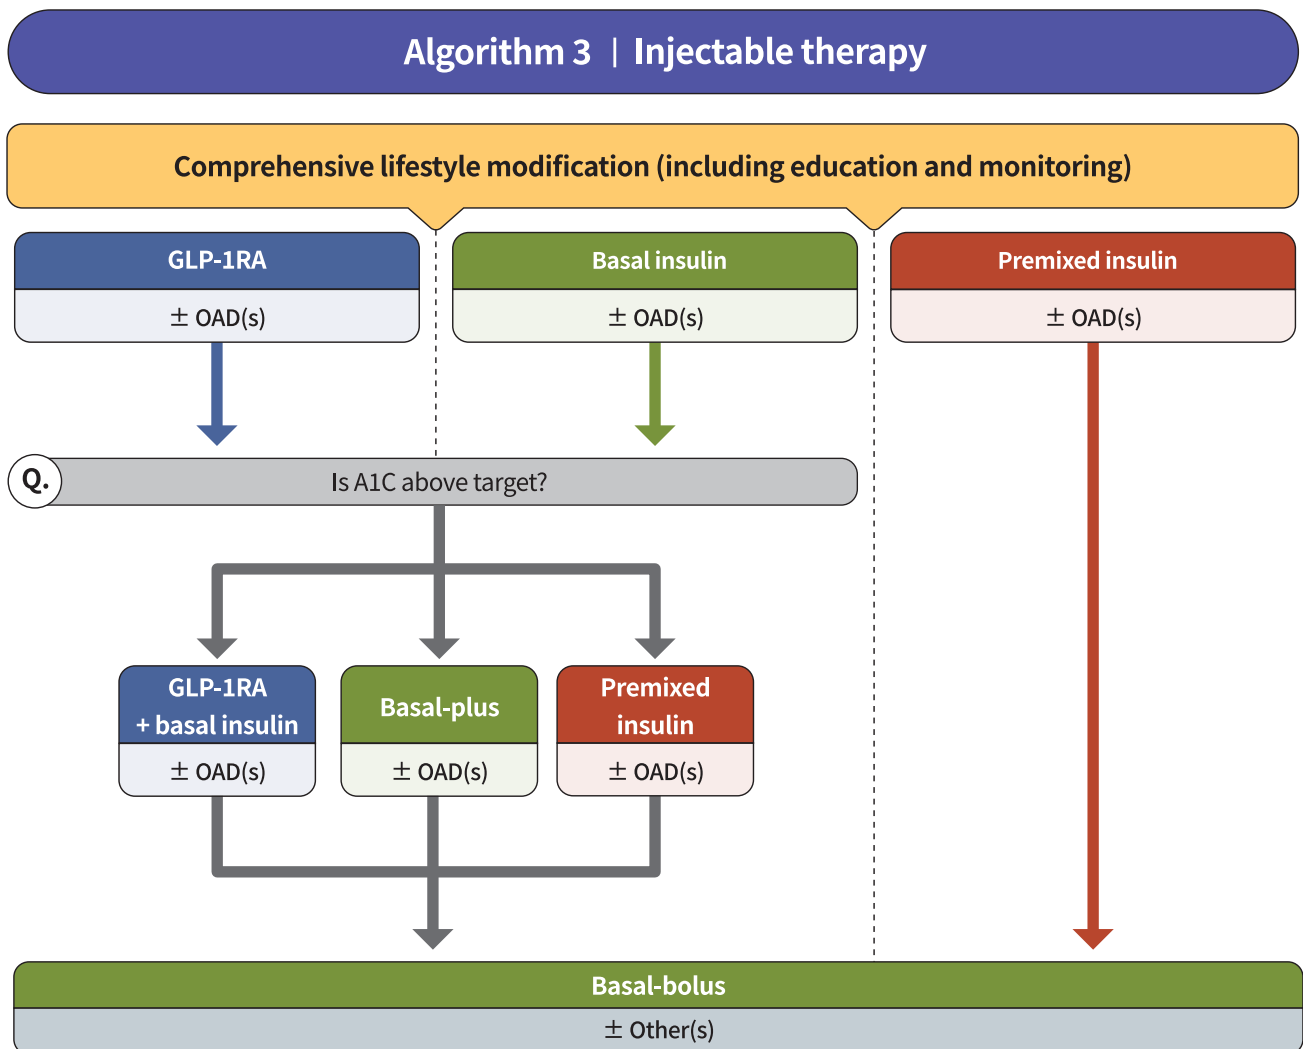 Algorithm 3 | Injectable therapy
Comprehensive lifestyle modification (including education and monitoring)
GLP-1RA
± OAD(s)
Basal insulin
± OAD(s)
Premixed insulin
± OAD(s)
Q.
Is A1C above target?
GLP-1RA
+ basal insulin
± OAD(s)
Basal-plus
± OAD(s)
Premixed
insulin
± OAD(s)
Basal-bolus
± Other(s)